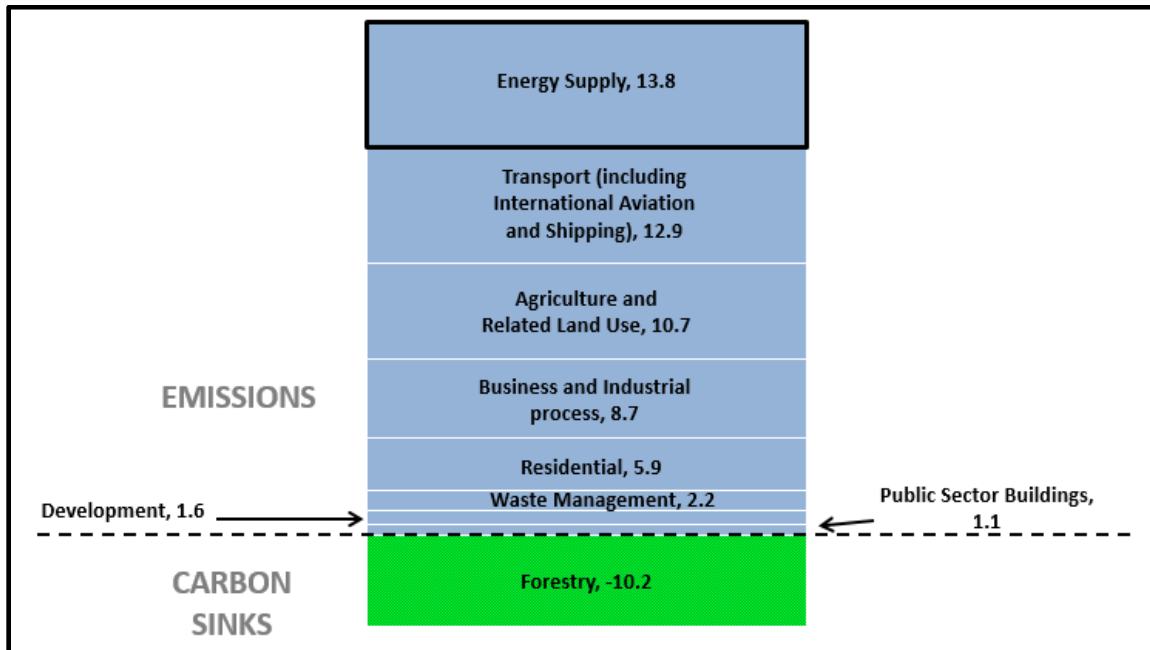 Energy Supply, 13.8
Transport (including
International Aviation
and Shipping), 12.9
Agriculture and
Related Land Use, 10.7
EMISSIONS
Business and Industrial
process, 8.7
Residential, 5.9
Waste Management, 2.2
Development, 1.6
Public Sector Buildings,
1.1
CARBON
SINKS
Forestry, -10.2